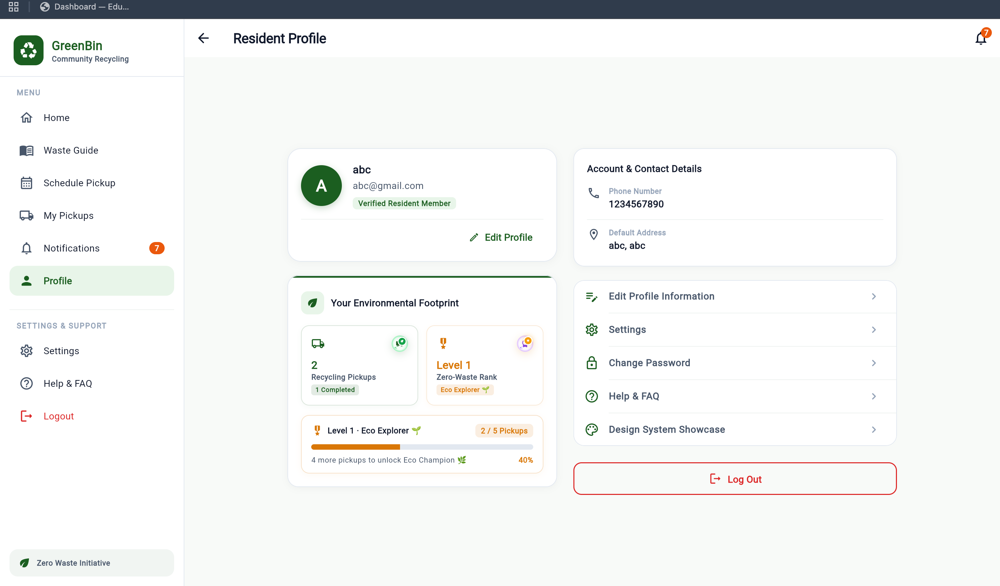 Dashboard — Edu...
GreenBin
Community Recycling
MENU
Home
Waste Guide
Schedule Pickup
My Pickups
Notifications
7
Profile
SETTINGS & SUPPORT
Settings
Help & FAQ
Logout
Zero Waste Initiative
Resident Profile
7
A
abc
abc@gmail.com
Verified Resident Member
Edit Profile
Your Environmental Footprint
2
Recycling Pickups
1 Completed
Level 1
Zero-Waste Rank
Eco Explorer 🌱
Level 1 · Eco Explorer 🌱
2 / 5 Pickups
4 more pickups to unlock Eco Champion 🌿
40%
Account & Contact Details
Phone Number
1234567890
Default Address
abc, abc
Edit Profile Information
Settings
Change Password
Help & FAQ
Design System Showcase
Log Out